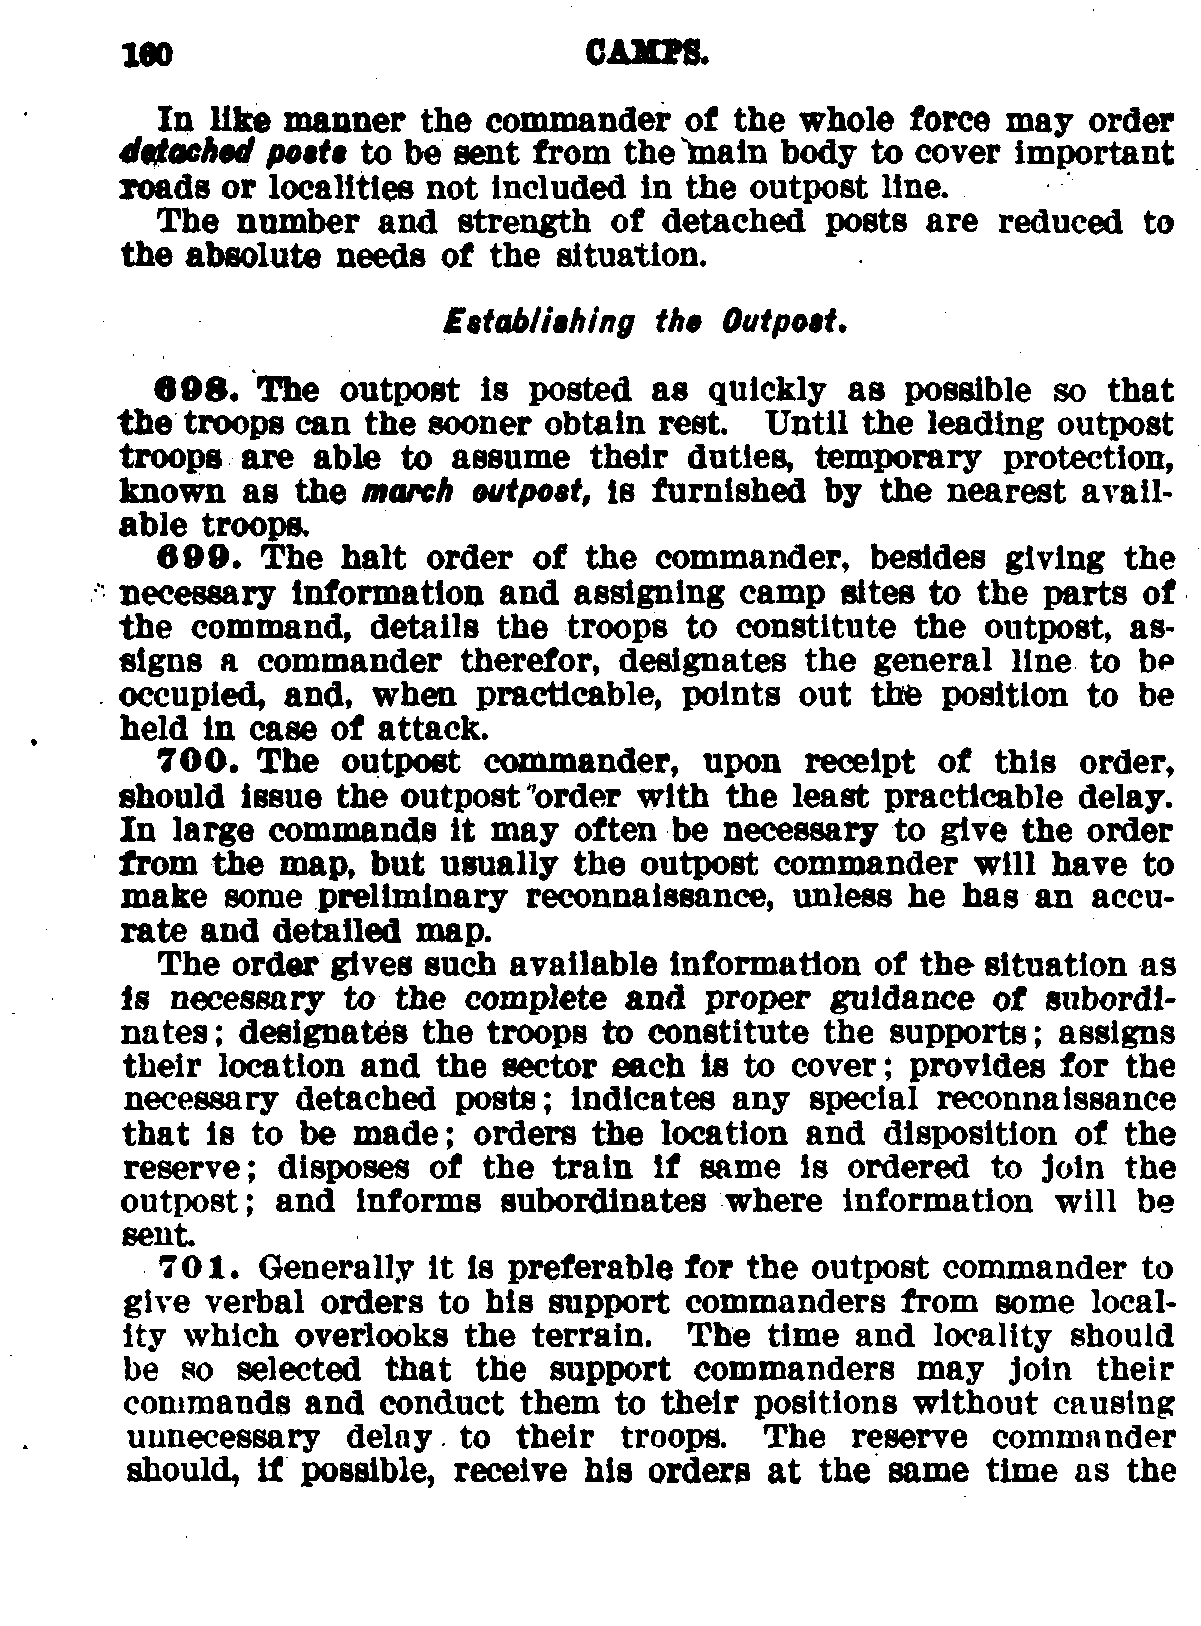 160 CAMPS.
In like manner the commander of the whole force may order
detached posts to be sent from the main body to cover important
roads or localities not included in the outpost line.
The number and strength of detached posts are reduced to
the absolute needs of the situation.
Establishing the Outpost.
698. The outpost is posted as quickly as possible so that
the troops can the sooner obtain rest. Until the leading outpost
troops are able to assume their duties, temporary protection,
known as the march outpost, is furnished by the nearest avail-
able troops.
699. The halt order of the commander, besides giving the
necessary information and assigning camp sites to the parts of
the command, details the troops to constitute the outpost, as-
signs a commander therefor, designates the general line to be
occupied, and, when practicable, points out the position to be
held in case of attack.
700. The outpost commander, upon receipt of this order,
should issue the outpost order with the least practicable delay.
In large commands it may often be necessary to give the order
from the map, but usually the outpost commander will have to
make some preliminary reconnaissance, unless he has an accu-
rate and detailed map.
The order gives such available information of the situation as
is necessary to the complete and proper guidance of subordi-
nates; designates the troops to constitute the supports; assigns
their location and the sector each is to cover; provides for the
necessary detached posts; indicates any special reconnaissance
that is to be made; orders the location and disposition of the
reserve; disposes of the train if same is ordered to join the
outpost; and informs subordinates where information will be
sent.
701. Generally it is preferable for the outpost commander to
give verbal orders to his support commanders from some local-
ity which overlooks the terrain. The time and locality should
be so selected that the support commanders may join their
commands and conduct them to their positions without causing
unnecessary delay to their troops. The reserve commander
should, if possible, receive his orders at the same time as the